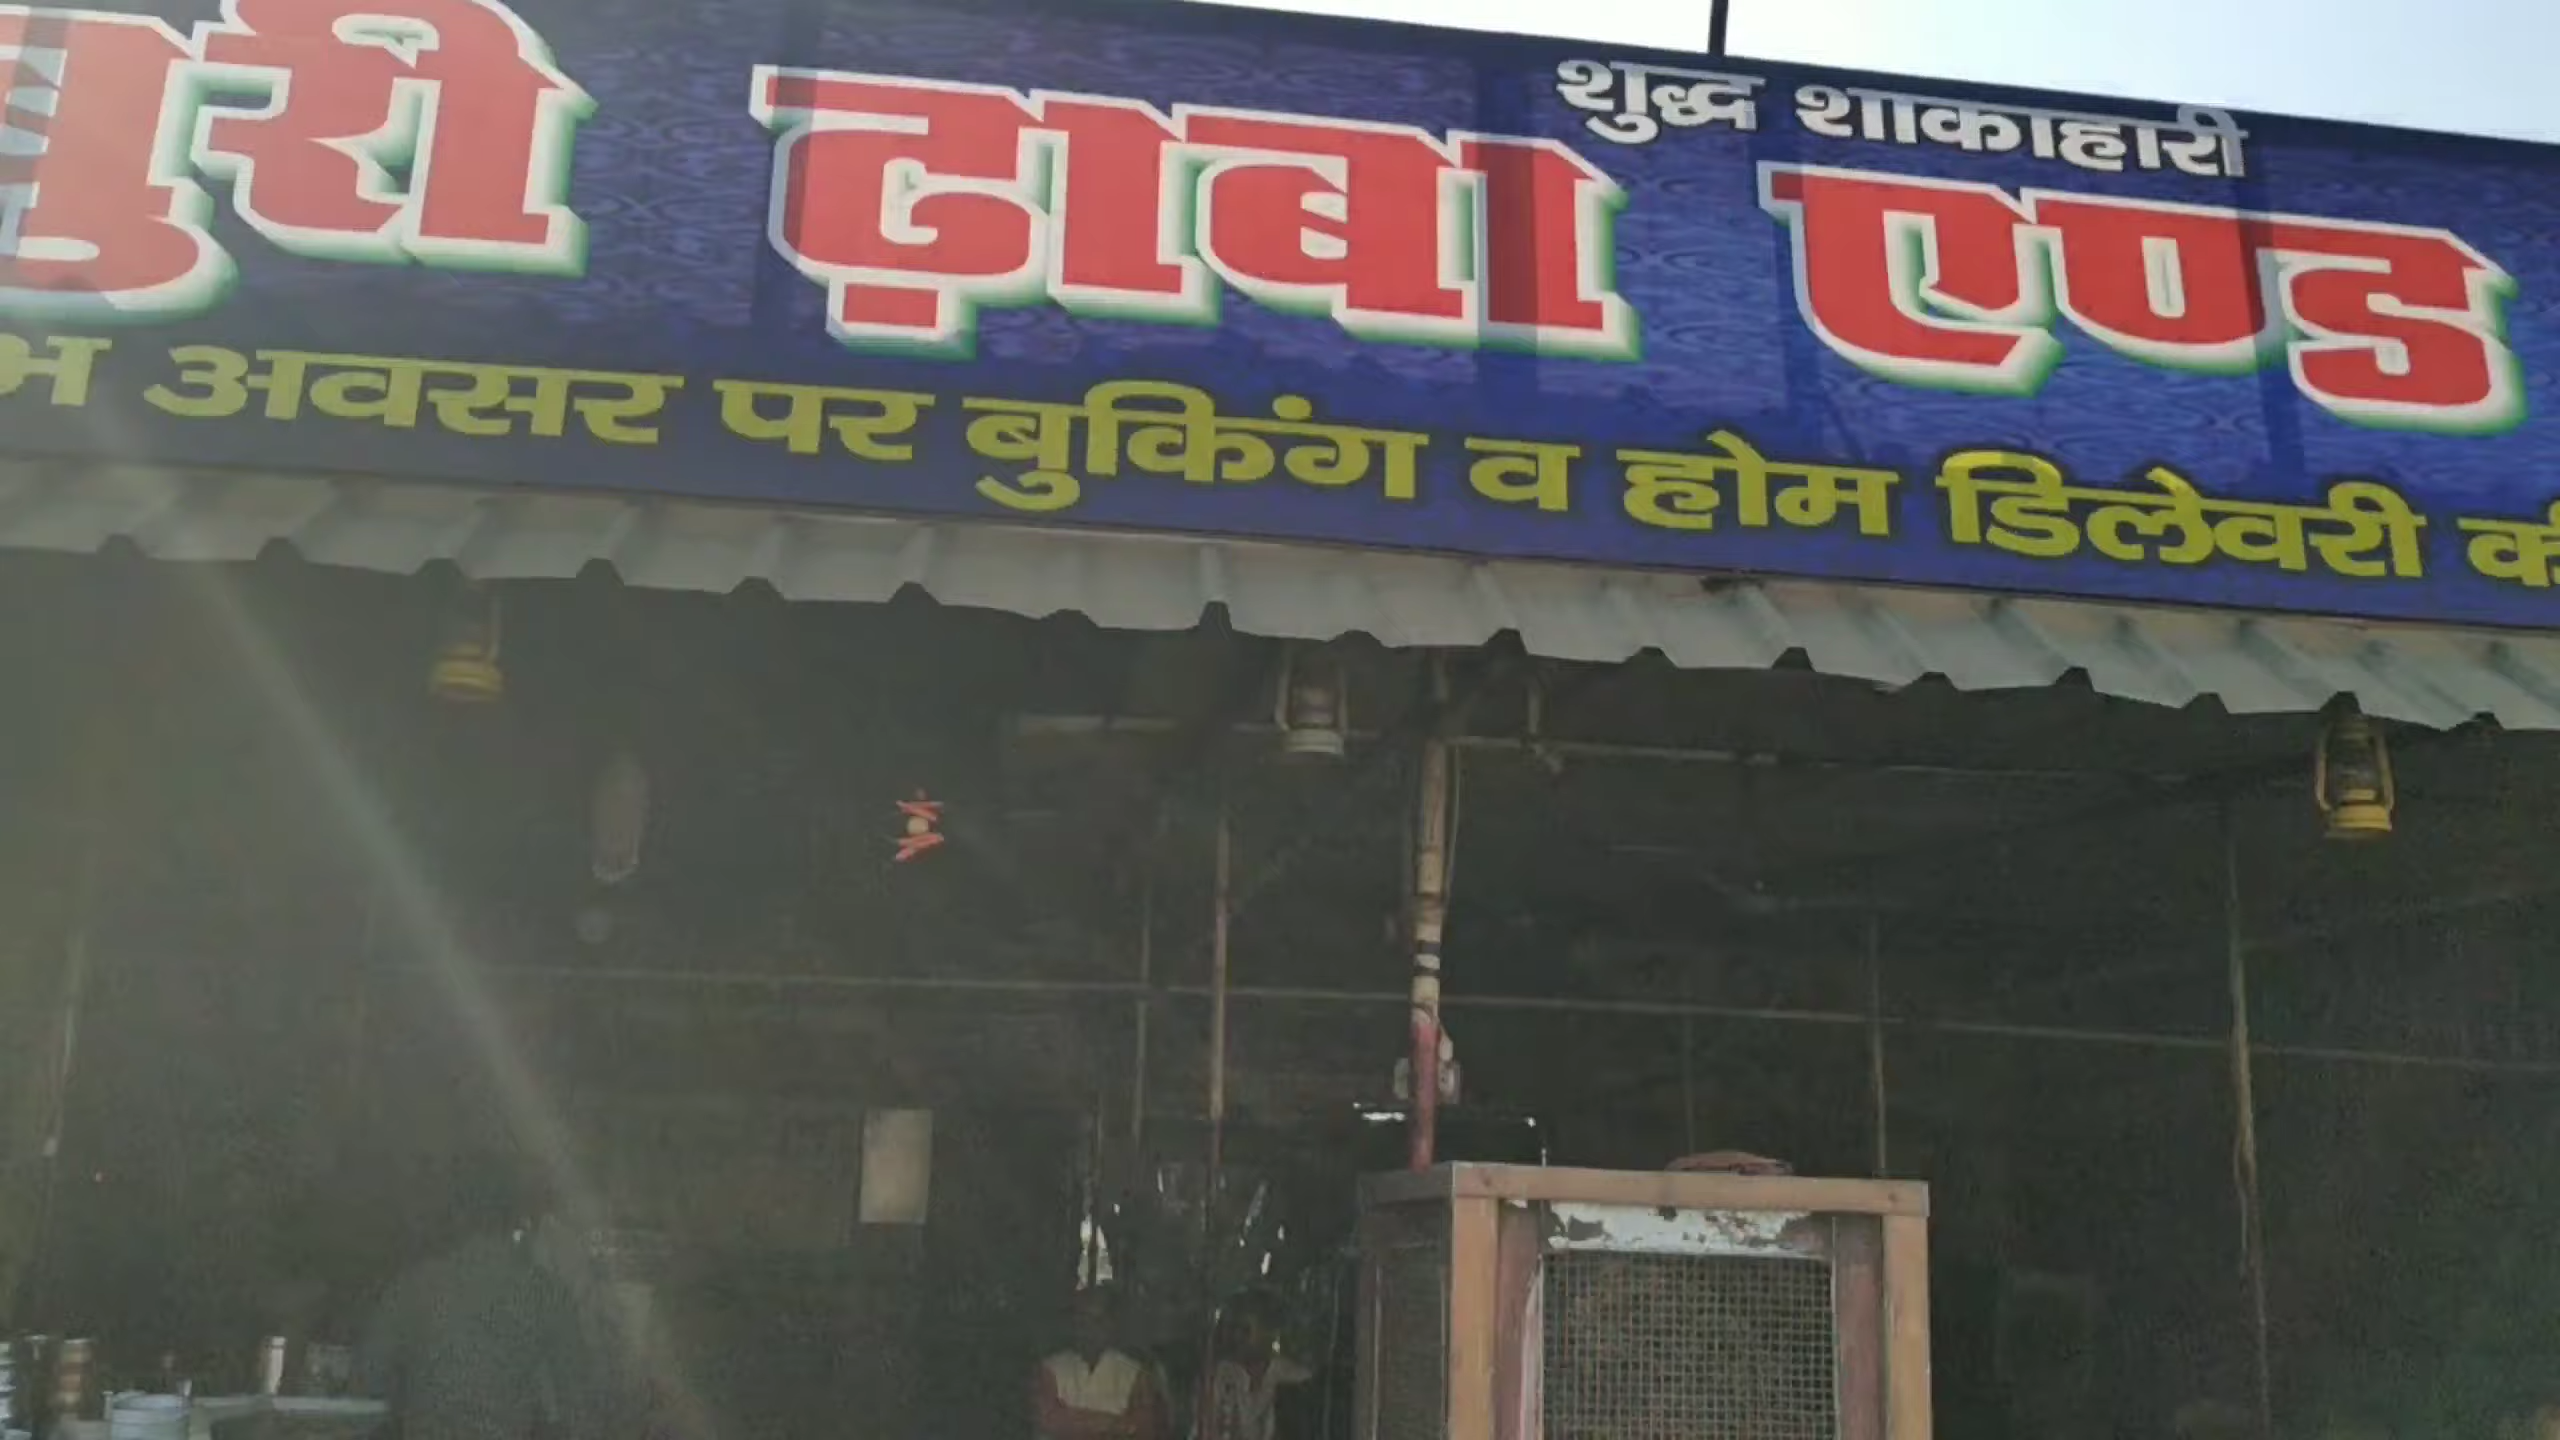 शुद्ध शाकाहारी
ढ़ाबा एण्ड
अवसर पर बुकिंग व होम डिलेवरी की